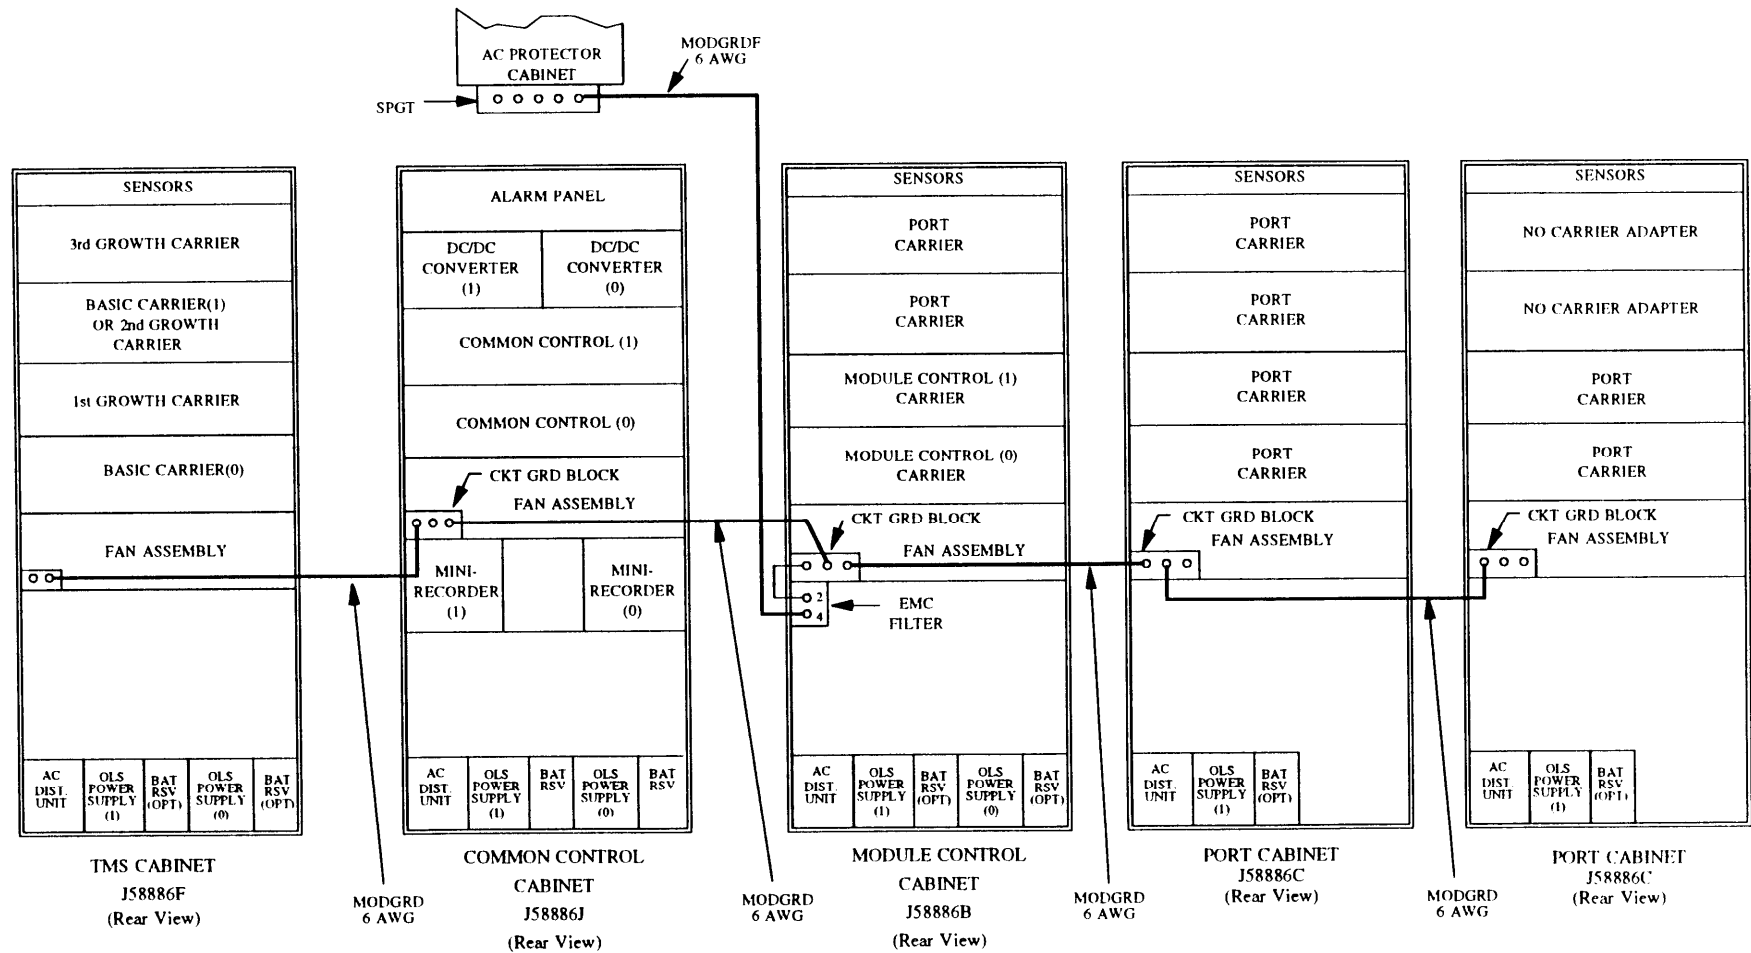 AC PROTECTOR
CABINET
MODGRDF
6 AWG
SPGT
SENSORS
3rd GROWTH CARRIER
BASIC CARRIER(1)
OR 2nd GROWTH
CARRIER
1st GROWTH CARRIER
BASIC CARRIER(0)
FAN ASSEMBLY
AC
DIST.
UNIT
OLS
POWER
SUPPLY
(1)
BAT
RSV
(OPT)
OLS
POWER
SUPPLY
(0)
BAT
RSV
(OPT)
TMS CABINET
J58886F
(Rear View)
MODGRD
6 AWG
ALARM PANEL
DC/DC
CONVERTER
(1)
DC/DC
CONVERTER
(0)
COMMON CONTROL (1)
COMMON CONTROL (0)
CKT GRD BLOCK
FAN ASSEMBLY
MINI-
RECORDER
(1)
MINI-
RECORDER
(0)
AC
DIST.
UNIT
OLS
POWER
SUPPLY
(1)
BAT
RSV
OLS
POWER
SUPPLY
(0)
BAT
RSV
COMMON CONTROL
CABINET
J58886J
(Rear View)
MODGRD
6 AWG
SENSORS
PORT
CARRIER
PORT
CARRIER
MODULE CONTROL (1)
CARRIER
MODULE CONTROL (0)
CARRIER
CKT GRD BLOCK
FAN ASSEMBLY
2
4
EMC
FILTER
AC
DIST.
UNIT
OLS
POWER
SUPPLY
(1)
BAT
RSV
(OPT)
OLS
POWER
SUPPLY
(0)
BAT
RSV
(OPT)
MODULE CONTROL
CABINET
J58886B
(Rear View)
MODGRD
6 AWG
SENSORS
PORT
CARRIER
PORT
CARRIER
PORT
CARRIER
PORT
CARRIER
CKT GRD BLOCK
FAN ASSEMBLY
AC
DIST.
UNIT
OLS
POWER
SUPPLY
(1)
BAT
RSV
(OPT)
PORT CABINET
J58886C
(Rear View)
MODGRD
6 AWG
SENSORS
NO CARRIER ADAPTER
NO CARRIER ADAPTER
PORT
CARRIER
PORT
CARRIER
CKT GRD BLOCK
FAN ASSEMBLY
AC
DIST.
UNIT
OLS
POWER
SUPPLY
(1)
BAT
RSV
(OPT)
PORT CABINET
J58886C
(Rear View)